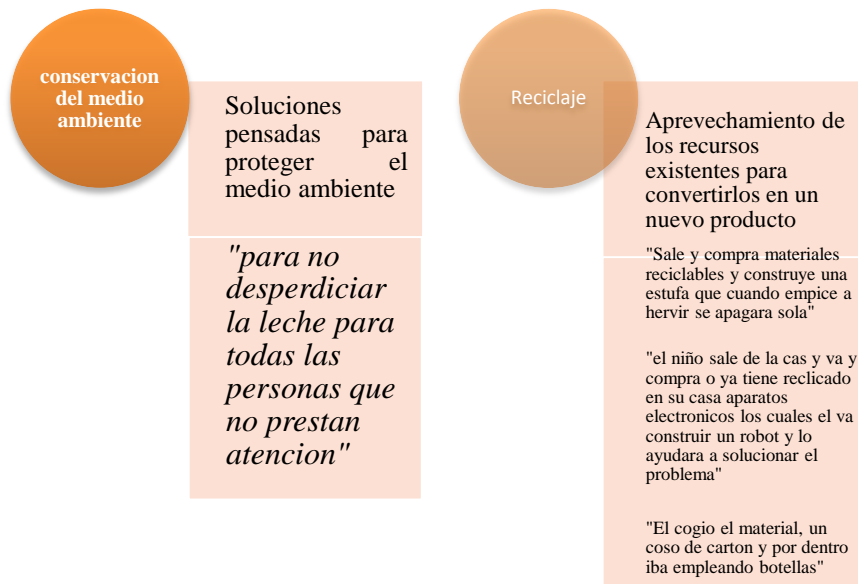 conservacion
del medio
ambiente
Soluciones
pensadas para
proteger el
medio ambiente
"para no
desperdiciar
la leche para
todas las
personas que
no prestan
atencion"
Reciclaje
Aprevechamiento de
los recursos
existentes para
convertirlos en un
nuevo producto
"Sale y compra materiales
reciclables y construye una
estufa que cuando empice a
hervir se apagara sola"
"el niño sale de la cas y va y
compra o ya tiene reclicado
en su casa aparatos
electronicos los cuales el va
construir un robot y lo
ayudara a solucionar el
problema"
"El cogio el material, un
coso de carton y por dentro
iba empleando botellas"